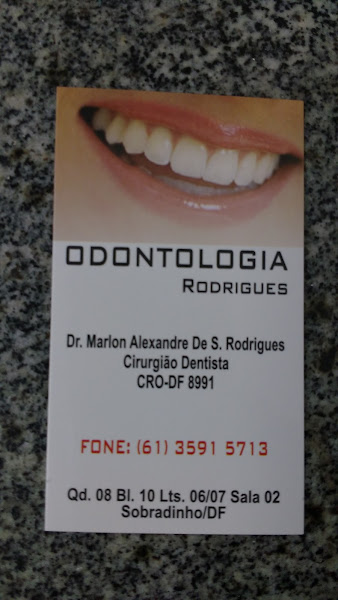 ODONTOLOGIA
RODRIGUES
Dr. Marlon Alexandre De S. Rodrigues
Cirurgião Dentista
CRO-DF 8991
FONE: (61) 3591 5713
Qd. 08 Bl. 10 Lts. 06/07 Sala 02
Sobradinho/DF